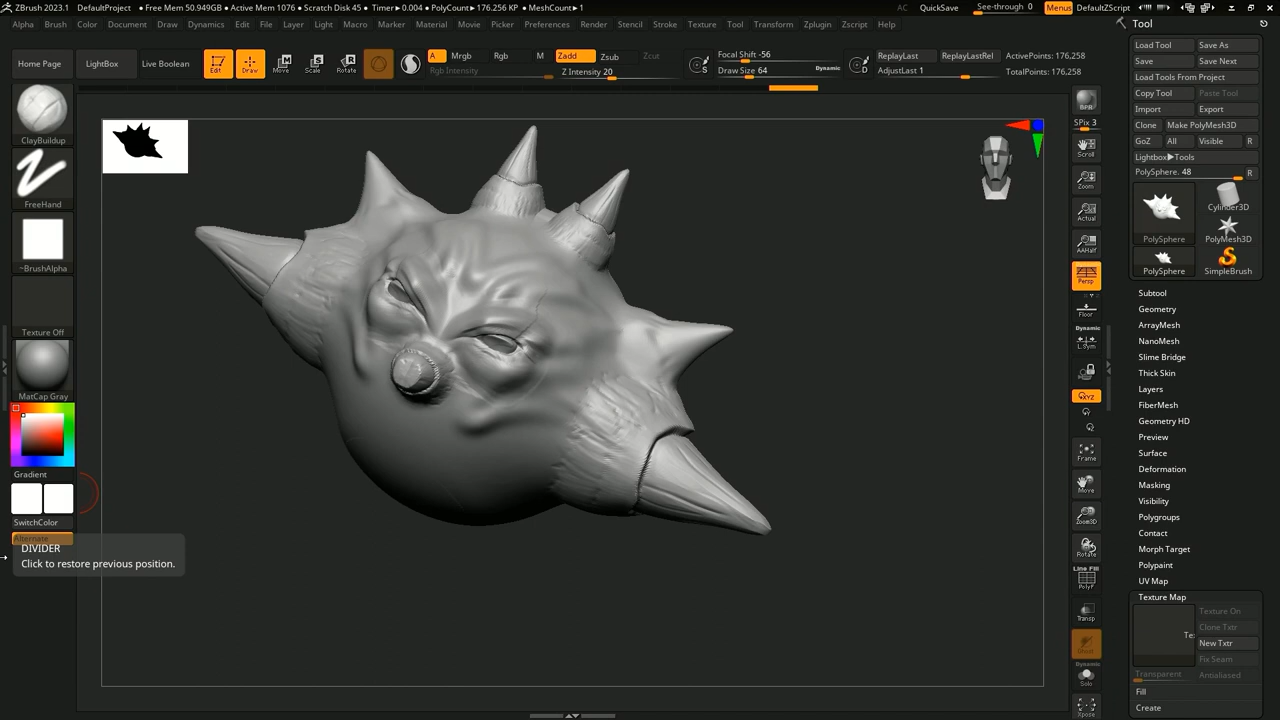 ZBrush 2023.1 DefaultProject • Free Mem 50.949GB • Active Mem 1076 • Scratch Disk 45 • Timer▶0.004 • PolyCount▶176.256 KP • MeshCount▶1 AC QuickSave See-through 0 Menus DefaultZScript
Alpha Brush Color Document Draw Dynamics Edit File Layer Light Macro Marker Material Movie Picker Preferences Render Stencil Stroke Texture Tool Transform Zplugin Zscript Help
Tool
Home Page LightBox Live Boolean Edit Draw Move Scale Rotate
A Mrgb Rgb M Zadd Zsub Zcut
Rgb Intensity Z Intensity 20
Focal Shift -56
Draw Size 64 Dynamic
ReplayLast ReplayLastRel ActivePoints: 176,258
AdjustLast 1 TotalPoints: 176,258
Load Tool Save As
Save Save Next
Load Tools From Project
Copy Tool Paste Tool
Import Export
Clone Make PolyMesh3D
GoZ All Visible R
Lightbox▶Tools
PolySphere. 48 R
PolySphere Cylinder3D
PolyMesh3D
PolySphere SimpleBrush
Subtool
Geometry
ArrayMesh
NanoMesh
Slime Bridge
Thick Skin
Layers
FiberMesh
Geometry HD
Preview
Surface
Deformation
Masking
Visibility
Polygroups
Contact
Morph Target
Polypaint
UV Map
Texture Map
Texture On
Clone Txtr
New Txtr
Fix Seam
Transparent Antialiased
Fill
Create
ClayBuildup
FreeHand
~BrushAlpha
Texture Off
MatCap Gray
Gradient
SwitchColor
Alternate
DIVIDER
Click to restore previous position.
BPR
SPix 3
Scroll
Zoom
Actual
AAHalf
Persp
Floor
Dynamic
L.Sym
XYZ
Frame
Move
Zoom3D
Rotate
Line Fill
PolyF
Transp
Ghost
Dynamic
Solo
Xpose